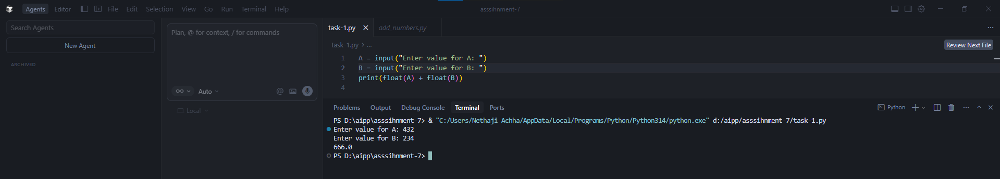 Agents Editor File Edit Selection View Go Run Terminal Help asssihnment-7
Search Agents
New Agent
ARCHIVED
Plan, @ for context, / for commands
∞ Auto @
Local
task-1.py × add_numbers.py ...
task-1.py > ...
Review Next File
1 A = input("Enter value for A: ")
2 B = input("Enter value for B: ")
3 print(float(A) + float(B))
4
Problems Output Debug Console Terminal Ports Python
PS D:\aipp\asssihnment-7> & "C:/Users/Nethaji Achha/AppData/Local/Programs/Python/Python314/python.exe" d:/aipp/asssihnment-7/task-1.py
Enter value for A: 432
Enter value for B: 234
666.0
PS D:\aipp\asssihnment-7>